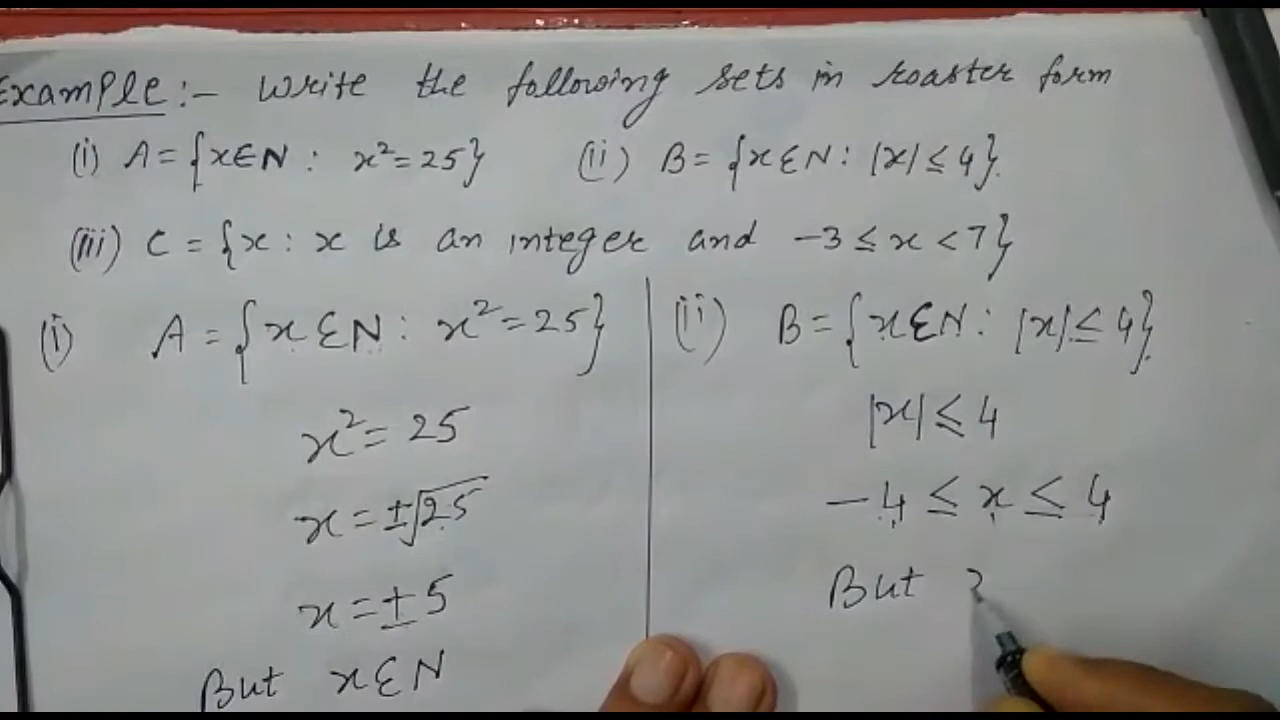 Example:- Write the following sets in roaster form
(i) A = {x∈N : x² = 25} (ii) B = {x∈N : |x| ≤ 4}.
(iii) C = {x : x is an integer and -3 ≤ x < 7}
(i) A = {x∈N : x² = 25}
x² = 25
x = ±√25
x = ±5
But x∈N
(ii) B = {x∈N : |x| ≤ 4}
|x| ≤ 4
-4 ≤ x ≤ 4
But